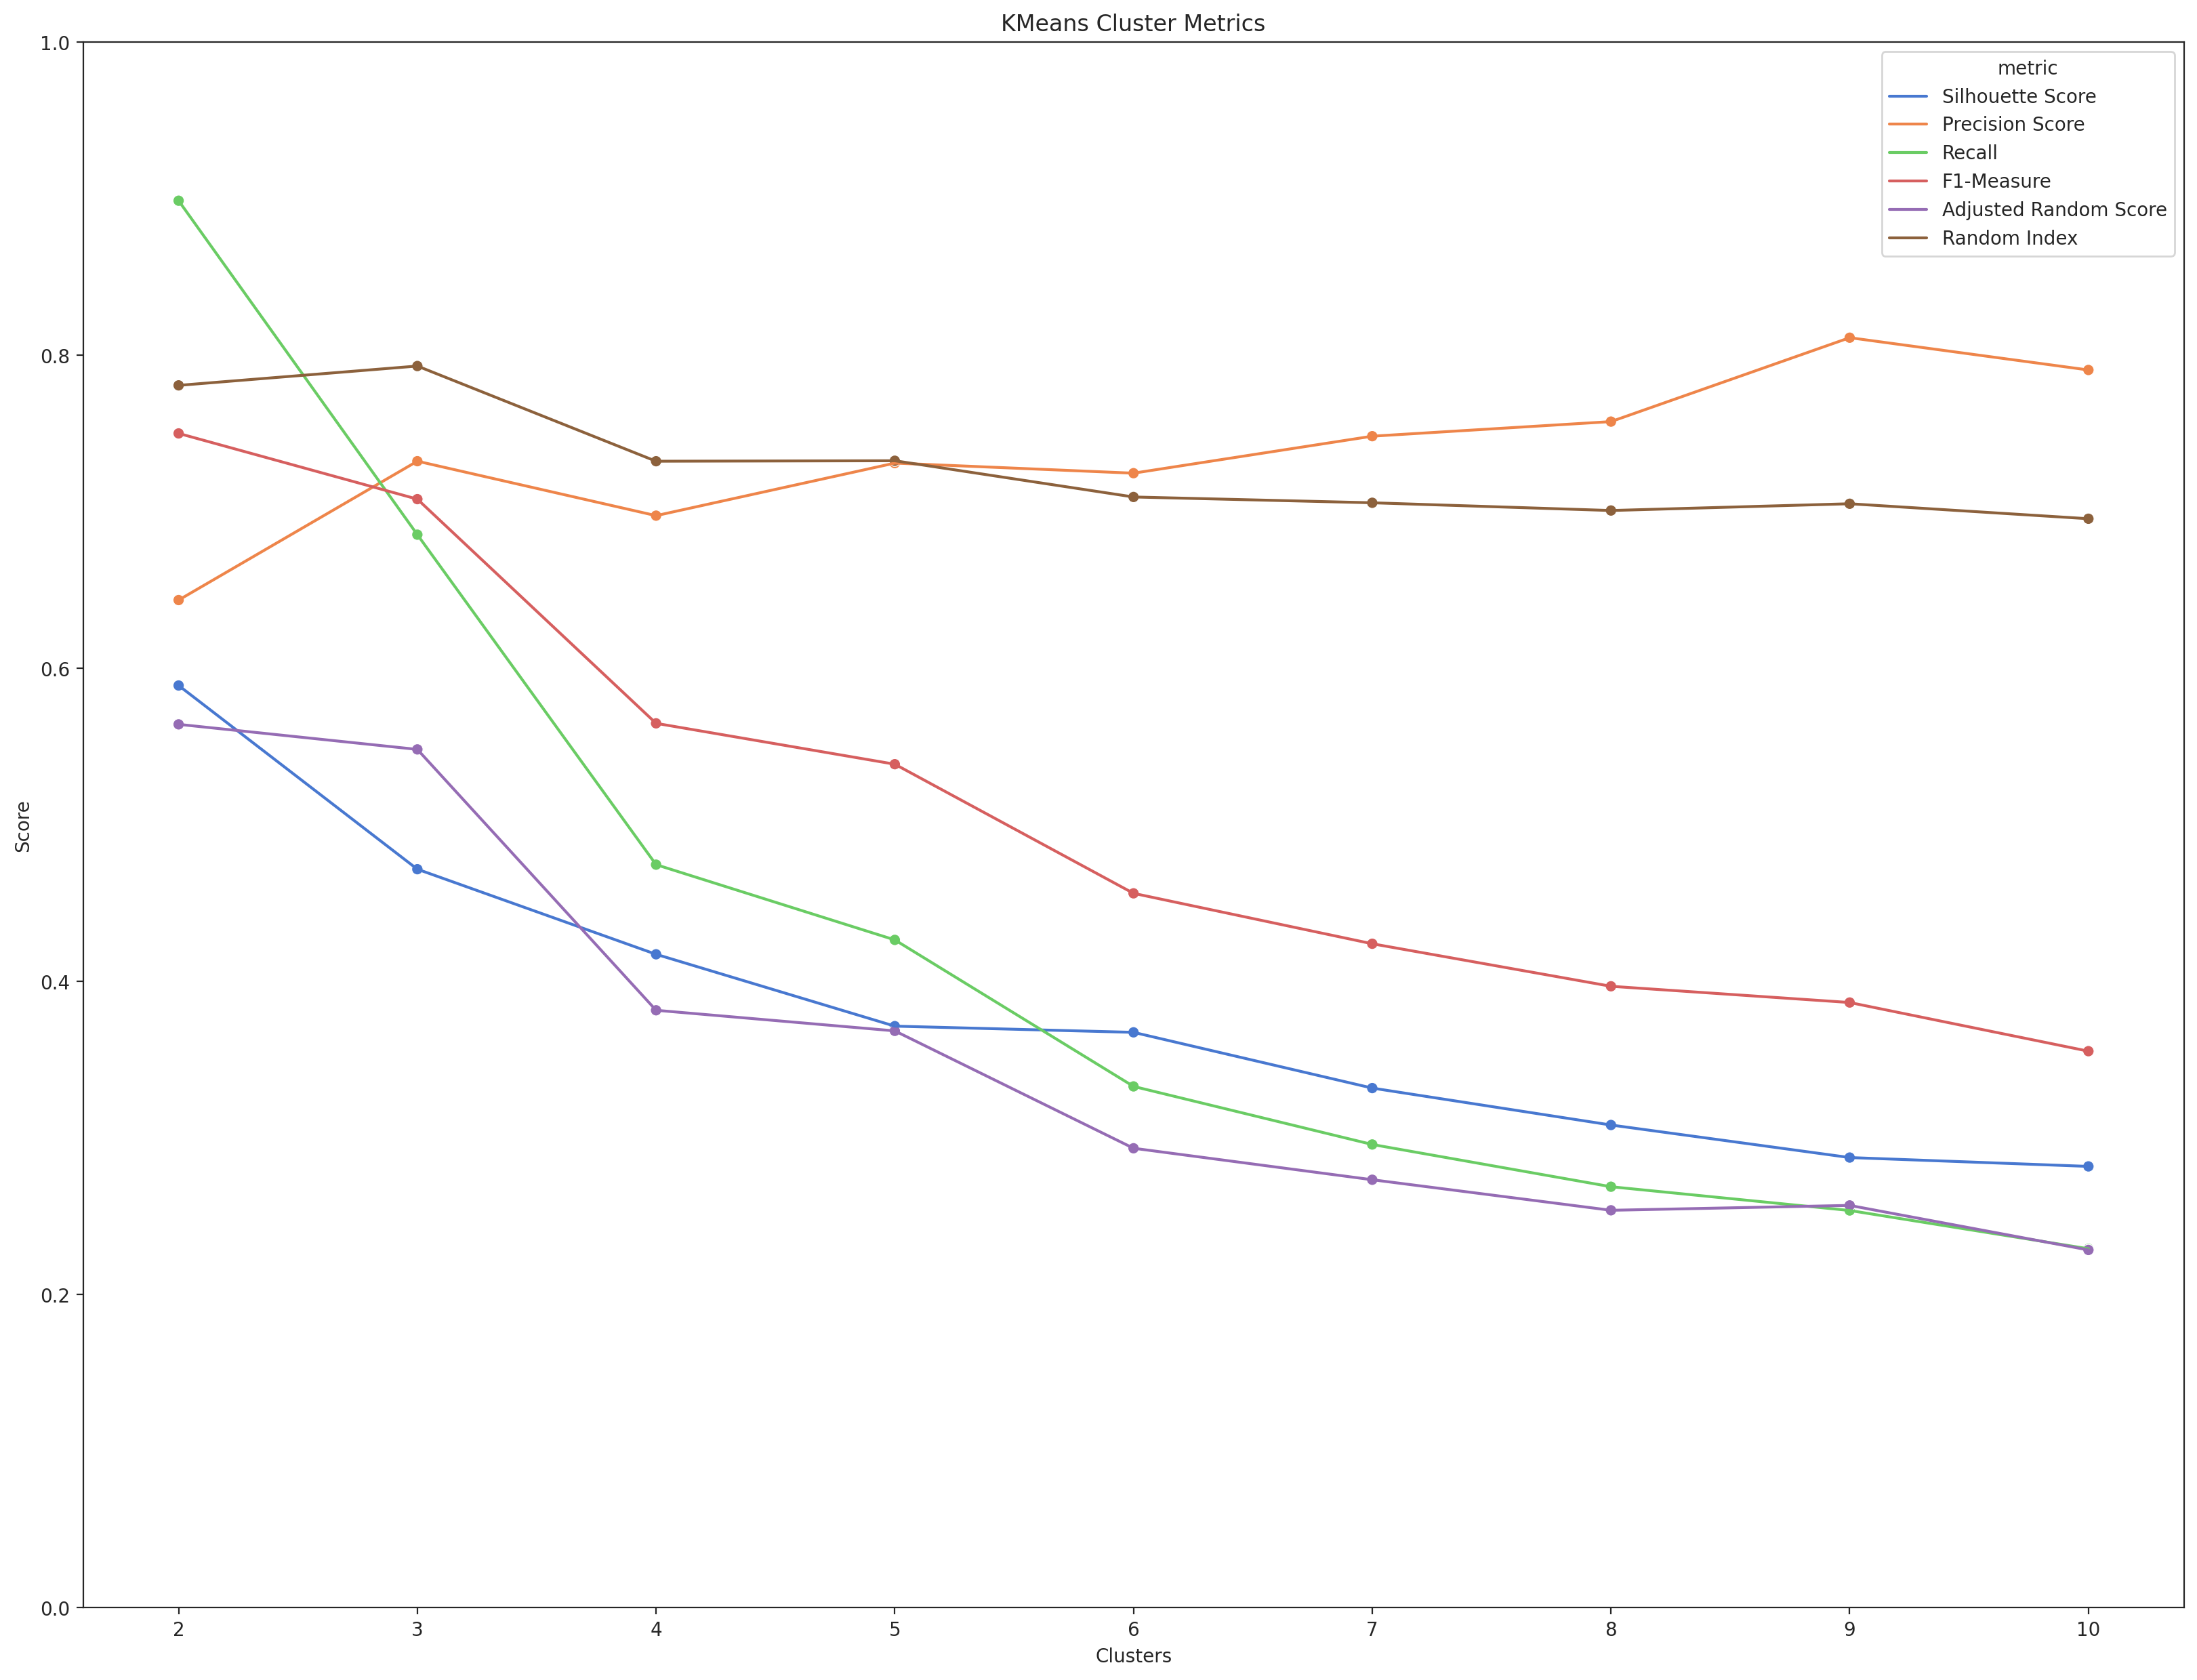 KMeans Cluster Metrics
1.0
0.8
0.6
0.4
0.2
0.0
Score
metric
Silhouette Score
Precision Score
Recall
F1-Measure
Adjusted Random Score
Random Index
2 3 4 5 6 7 8 9 10
Clusters